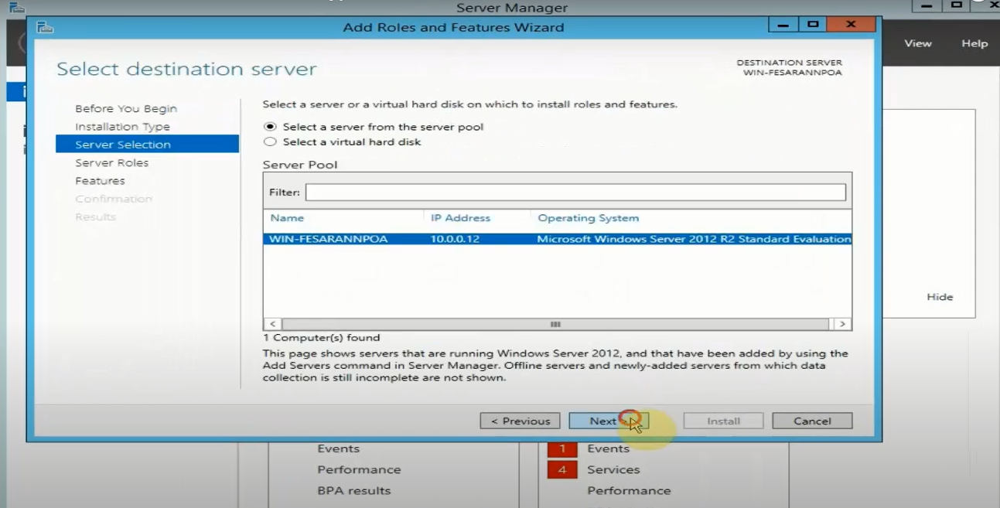 Server Manager
Add Roles and Features Wizard
View Help
Select destination server
DESTINATION SERVER
WIN-FESARANNPOA
Before You Begin
Installation Type
Server Selection
Server Roles
Features
Confirmation
Results
Select a server or a virtual hard disk on which to install roles and features.
Select a server from the server pool
Select a virtual hard disk
Server Pool
Filter:
Name IP Address Operating System
WIN-FESARANNPOA 10.0.0.12 Microsoft Windows Server 2012 R2 Standard Evaluation
1 Computer(s) found
This page shows servers that are running Windows Server 2012, and that have been added by using the
Add Servers command in Server Manager. Offline servers and newly-added servers from which data
collection is still incomplete are not shown.
Hide
< Previous Next > Install Cancel
Events 1 Events
Performance 4 Services
BPA results Performance